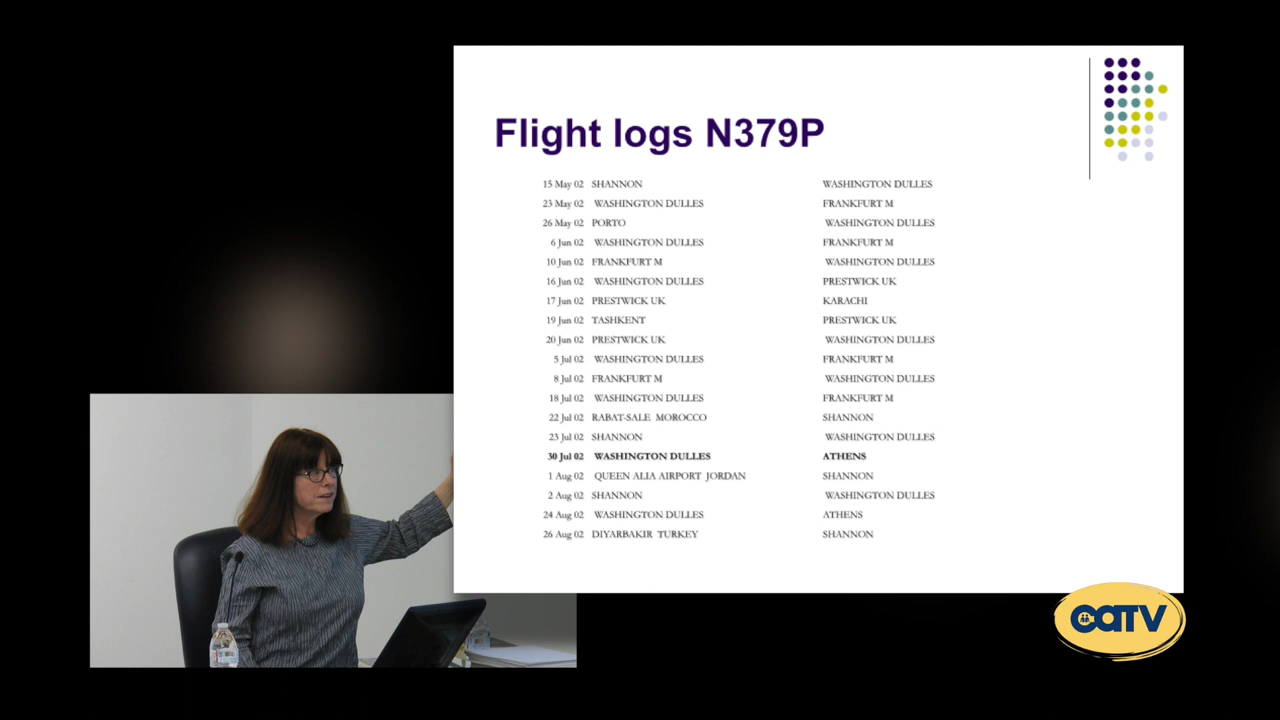 Flight logs N379P
15 May 02 SHANNON WASHINGTON DULLES
23 May 02 WASHINGTON DULLES FRANKFURT M
26 May 02 PORTO WASHINGTON DULLES
6 Jun 02 WASHINGTON DULLES FRANKFURT M
10 Jun 02 FRANKFURT M WASHINGTON DULLES
16 Jun 02 WASHINGTON DULLES PRESTWICK UK
17 Jun 02 PRESTWICK UK KARACHI
19 Jun 02 TASHKENT PRESTWICK UK
20 Jun 02 PRESTWICK UK WASHINGTON DULLES
5 Jul 02 WASHINGTON DULLES FRANKFURT M
8 Jul 02 FRANKFURT M WASHINGTON DULLES
18 Jul 02 WASHINGTON DULLES FRANKFURT M
22 Jul 02 RABAT-SALE MOROCCO SHANNON
23 Jul 02 SHANNON WASHINGTON DULLES
30 Jul 02 WASHINGTON DULLES ATHENS
1 Aug 02 QUEEN ALIA AIRPORT JORDAN SHANNON
2 Aug 02 SHANNON WASHINGTON DULLES
24 Aug 02 WASHINGTON DULLES ATHENS
26 Aug 02 DIYARBAKIR TURKEY SHANNON
CATV